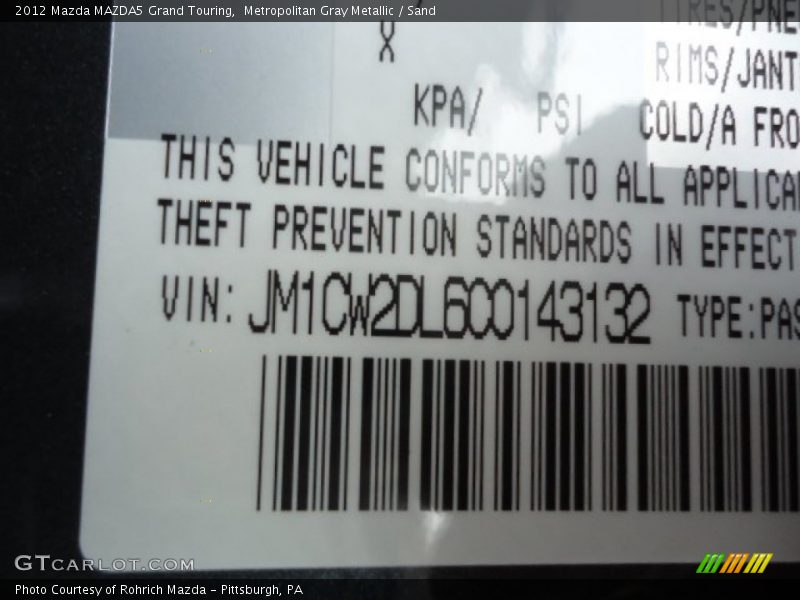 2012 Mazda MAZDA5 Grand Touring, Metropolitan Gray Metallic / Sand
X
RIMS/JANT
KPA/ PSI COLD/A FRO
THIS VEHICLE CONFORMS TO ALL APPLICA
THEFT PREVENTION STANDARDS IN EFFECT
VIN: JM1CW2DL6C0143132 TYPE:PAS
GTCARLOT.COM
Photo Courtesy of Rohrich Mazda - Pittsburgh, PA